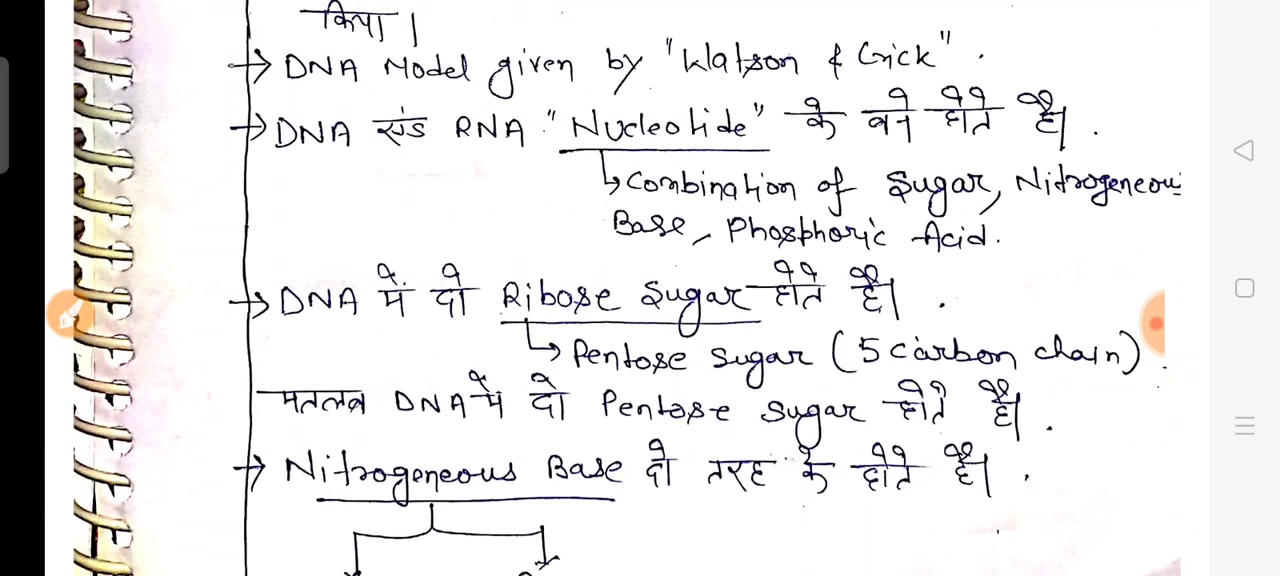 किया।
→ DNA Model given by "Watson & Crick".
→ DNA एंड RNA "Nucleotide" के बने होते हैं।
↳ Combination of Sugar, Nitrogeneou
Base, Phosphoric Acid.
→ DNA में दो Ribose Sugar होते हैं।
↳ Pentose Sugar (5 carbon chain)
मतलब DNA में दो Pentose Sugar होते हैं।
→ Nitrogeneous Base दो तरह के होते हैं।